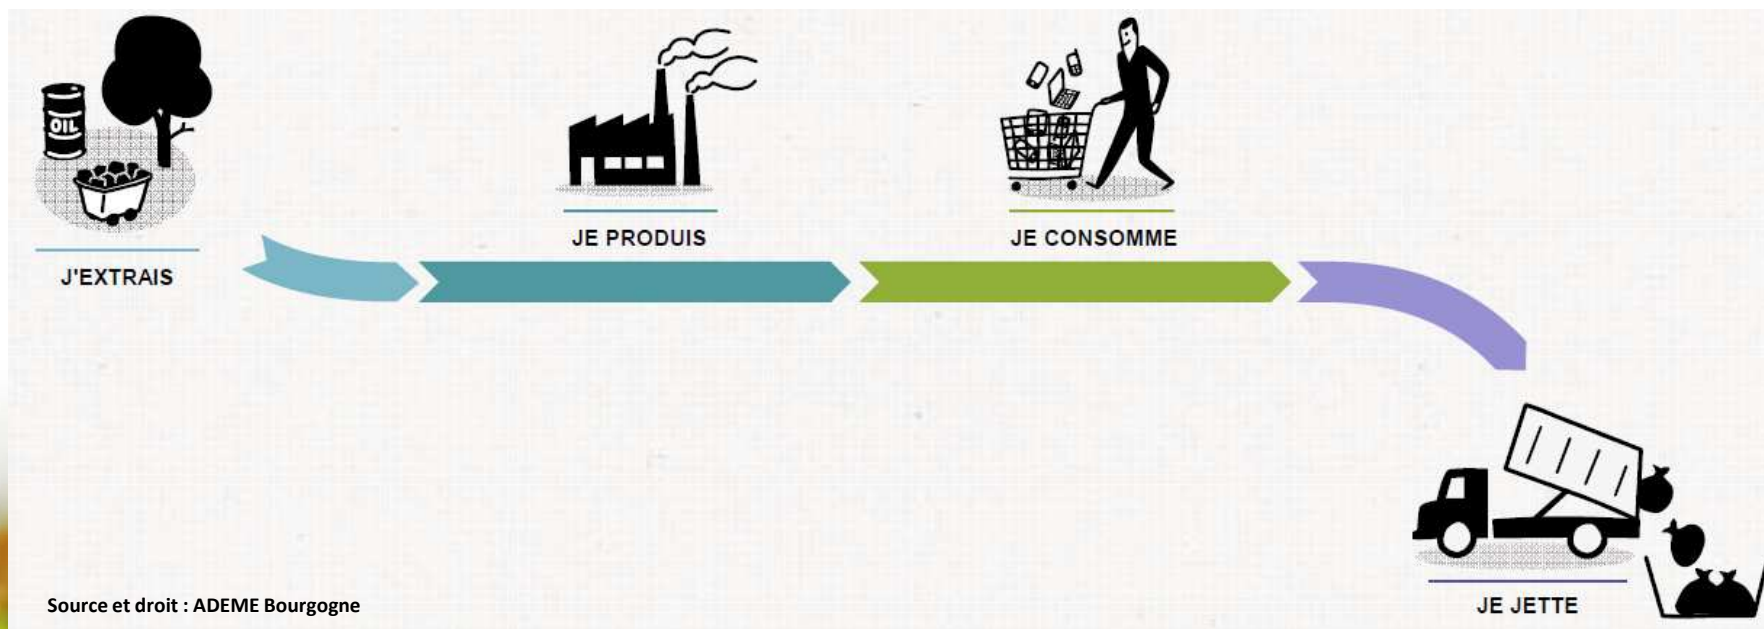 OIL
J'EXTRAIS
JE PRODUIS
JE CONSOMME
JE JETTE
Source et droit : ADEME Bourgogne